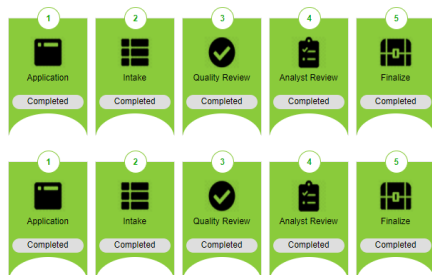 1 2 3 4 5
Application Intake Quality Review Analyst Review Finalize
Completed Completed Completed Completed Completed
1 2 3 4 5
Application Intake Quality Review Analyst Review Finalize
Completed Completed Completed Completed Completed